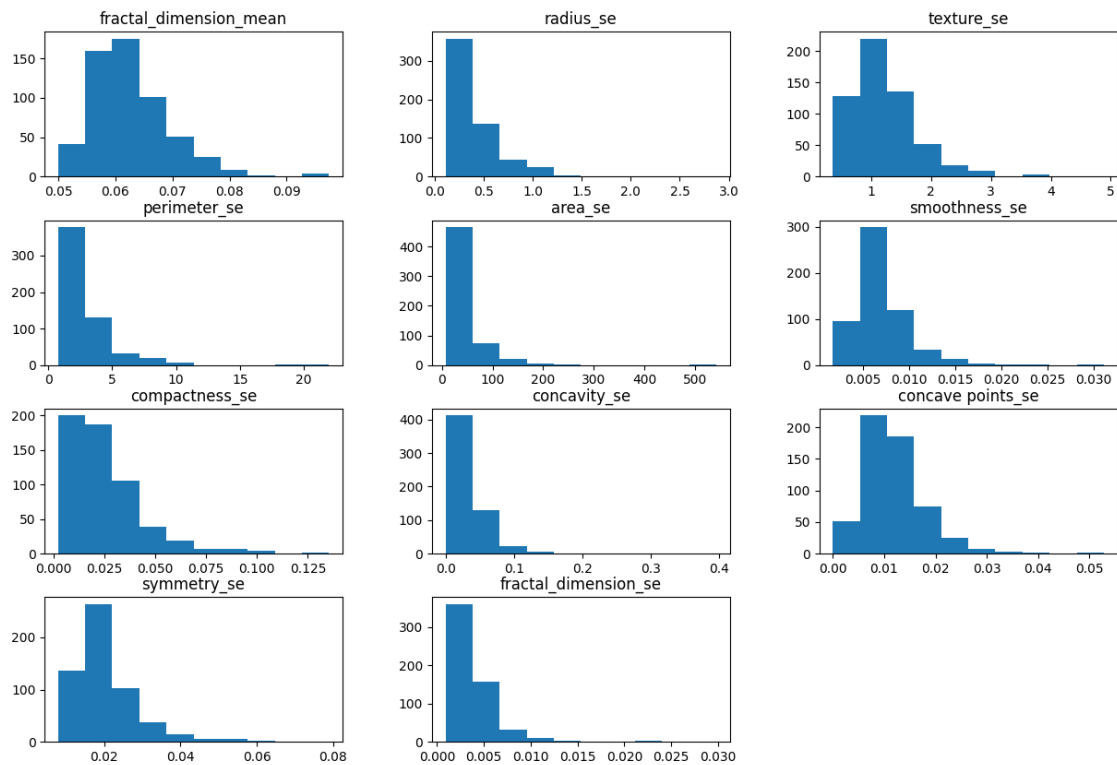 fractal_dimension_mean
radius_se
texture_se
150
100
50
0
0.05 0.06 0.07 0.08 0.09
300
200
100
0
0.0 0.5 1.0 1.5 2.0 2.5 3.0
200
150
100
50
0
1 2 3 4 5
perimeter_se
area_se
smoothness_se
300
200
100
0
0 5 10 15 20
400
300
200
100
0
0 100 200 300 400 500
300
200
100
0
0.005 0.010 0.015 0.020 0.025 0.030
compactness_se
concavity_se
concave points_se
200
150
100
50
0
0.000 0.025 0.050 0.075 0.100 0.125
400
300
200
100
0
0.0 0.1 0.2 0.3 0.4
200
150
100
50
0
0.00 0.01 0.02 0.03 0.04 0.05
symmetry_se
fractal_dimension_se
200
100
0
0.02 0.04 0.06 0.08
300
200
100
0
0.000 0.005 0.010 0.015 0.020 0.025 0.030